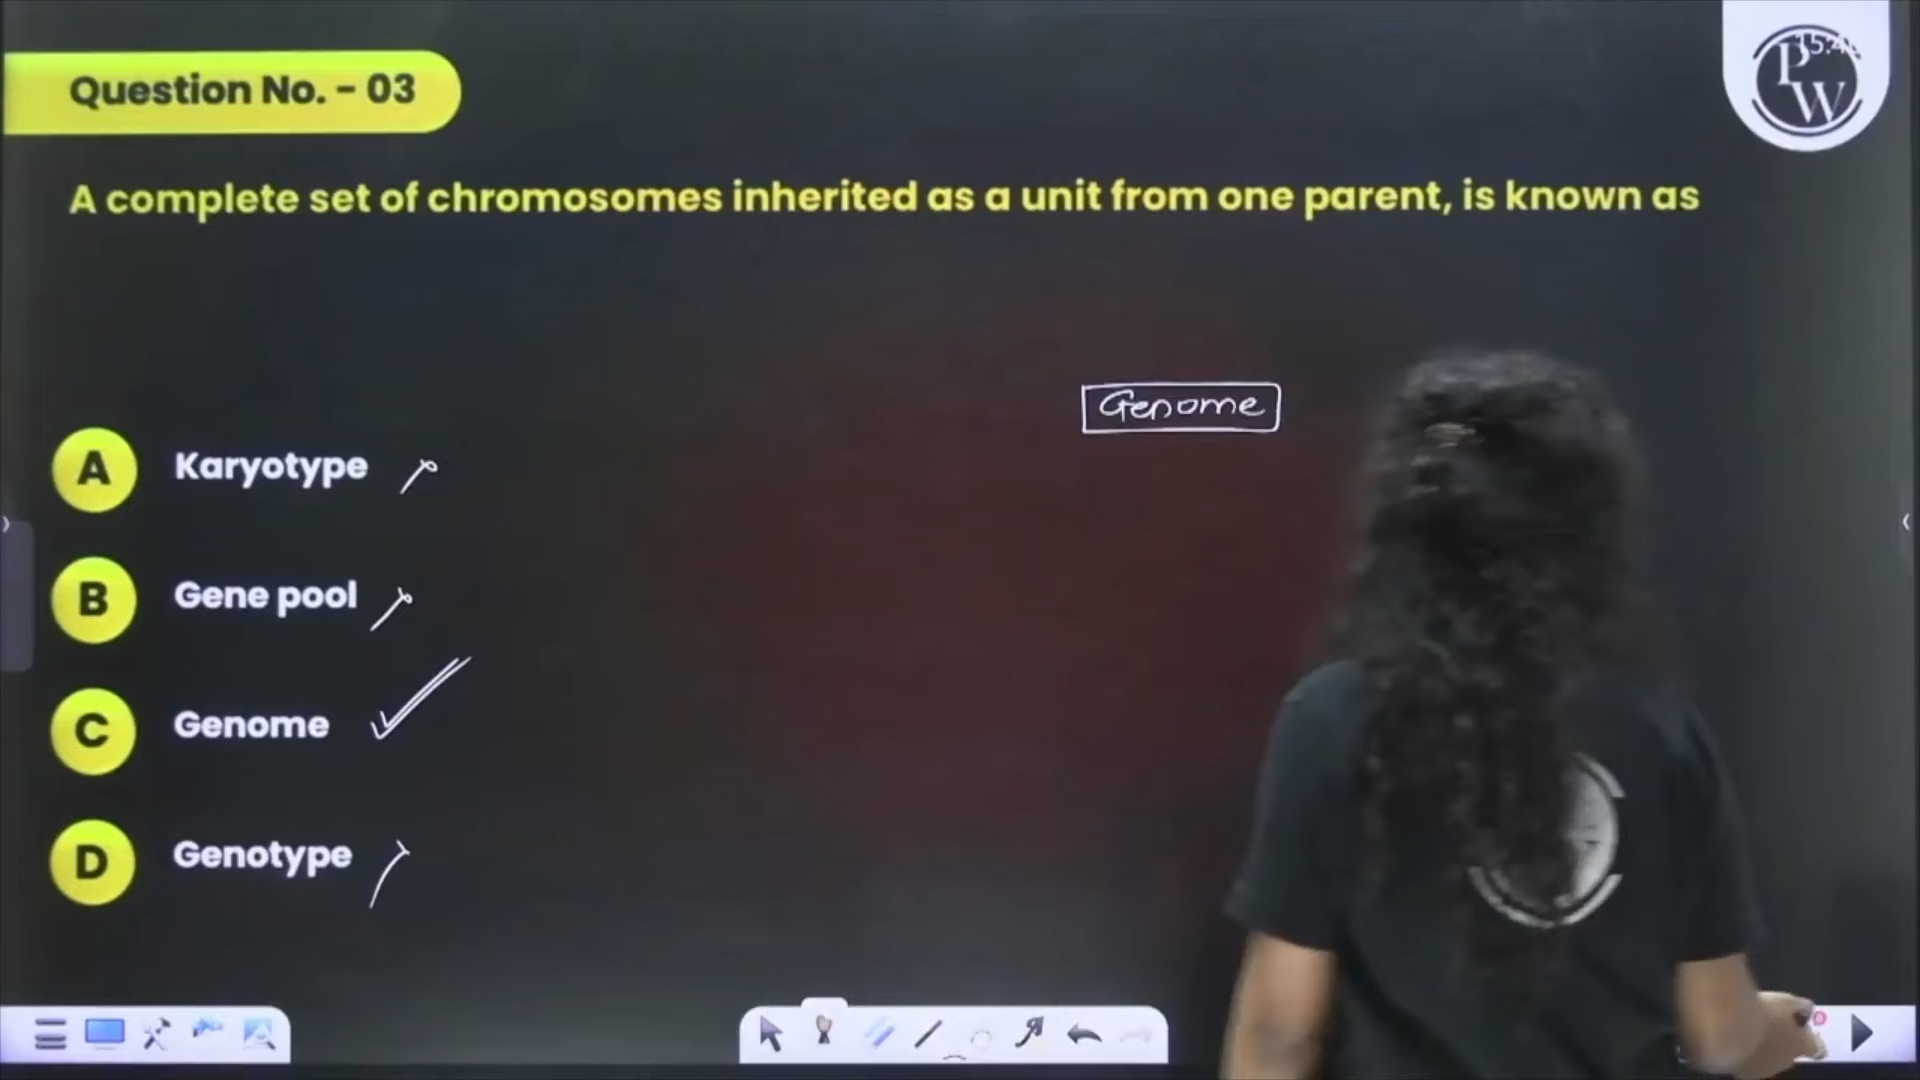 Question No. - 03
PW
A complete set of chromosomes inherited as a unit from one parent, is known as
Genome
A Karyotype
B Gene pool
C Genome
D Genotype